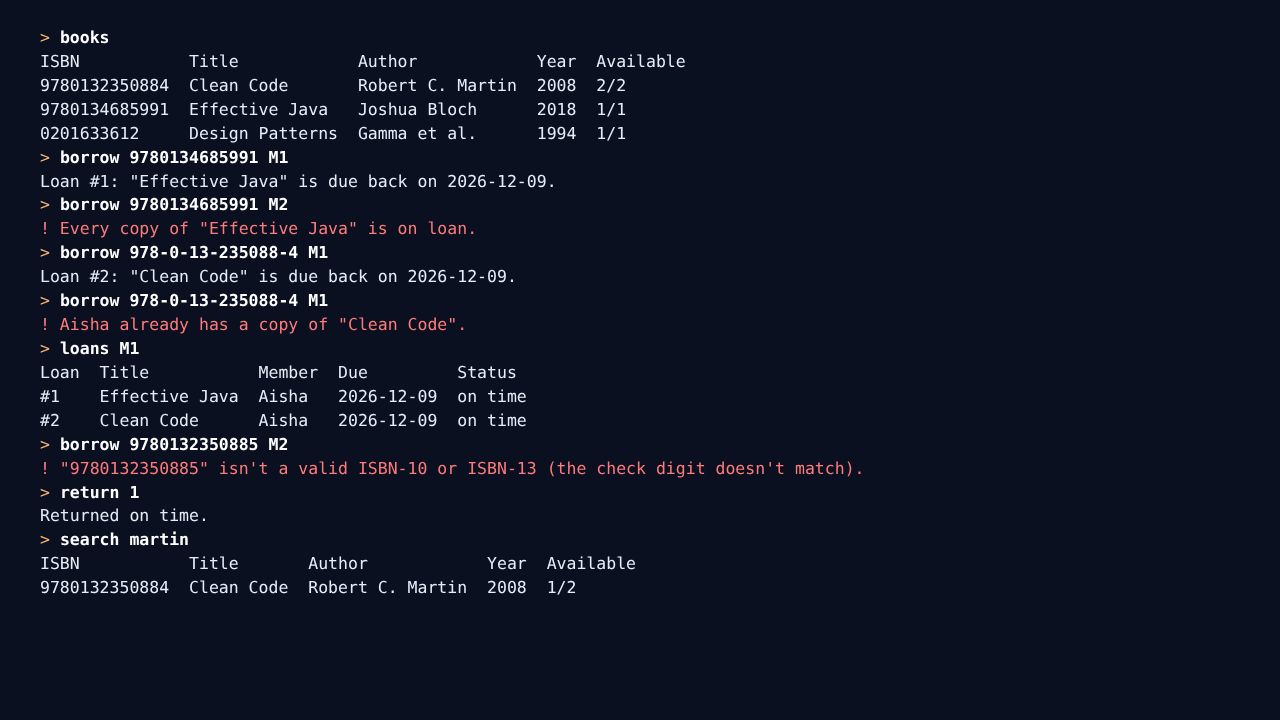 > books
ISBN           Title            Author            Year  Available
9780132350884  Clean Code       Robert C. Martin  2008  2/2
9780134685991  Effective Java   Joshua Bloch      2018  1/1
0201633612     Design Patterns  Gamma et al.      1994  1/1
> borrow 9780134685991 M1
Loan #1: "Effective Java" is due back on 2026-12-09.
> borrow 9780134685991 M2
! Every copy of "Effective Java" is on loan.
> borrow 978-0-13-235088-4 M1
Loan #2: "Clean Code" is due back on 2026-12-09.
> borrow 978-0-13-235088-4 M1
! Aisha already has a copy of "Clean Code".
> loans M1
Loan  Title           Member  Due         Status
#1    Effective Java  Aisha   2026-12-09  on time
#2    Clean Code      Aisha   2026-12-09  on time
> borrow 9780132350885 M2
! "9780132350885" isn't a valid ISBN-10 or ISBN-13 (the check digit doesn't match).
> return 1
Returned on time.
> search martin
ISBN           Title       Author            Year  Available
9780132350884  Clean Code  Robert C. Martin  2008  1/2